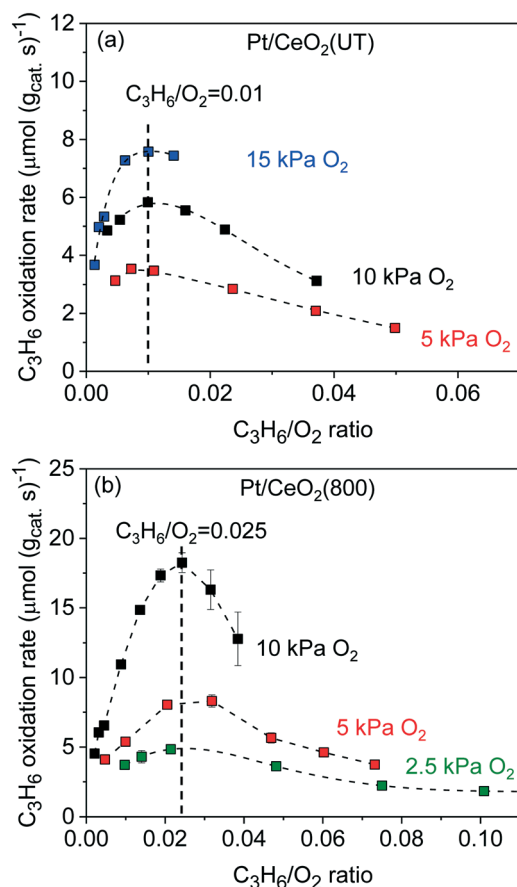 (a)
Pt/CeO₂(UT)
C₃H₆/O₂=0.01
15 kPa O₂
10 kPa O₂
5 kPa O₂
12
10
8
6
4
2
0
C₃H₆ oxidation rate (μmol (g_cat. s)⁻¹
0.00
0.02
0.04
0.06
C₃H₆/O₂ ratio
(b)
Pt/CeO₂(800)
C₃H₆/O₂=0.025
10 kPa O₂
5 kPa O₂
2.5 kPa O₂
25
20
15
10
5
0
C₃H₆ oxidation rate (μmol (g_cat. s)⁻¹
0.00
0.02
0.04
0.06
0.08
0.10
C₃H₆/O₂ ratio